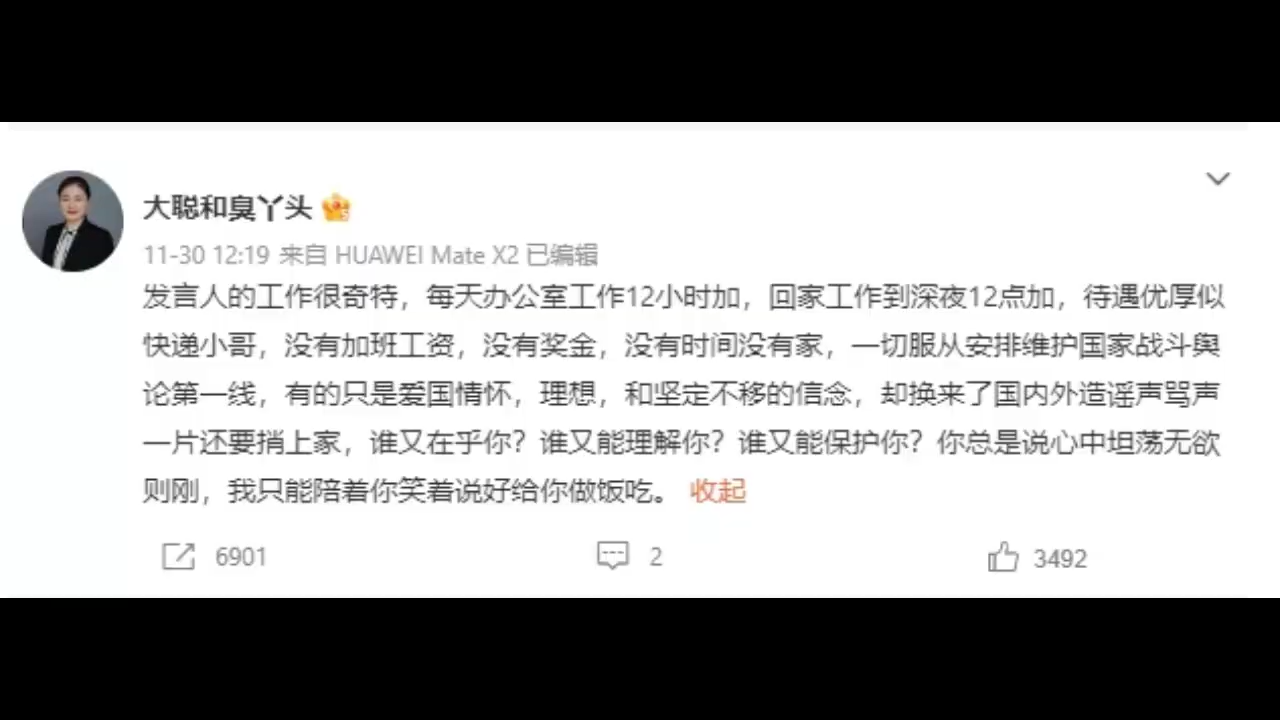 大聪和臭丫头
11-30 12:19 来自 HUAWEI Mate X2 已编辑
发言人的工作很奇特，每天办公室工作12小时加，回家工作到深夜12点加，待遇优厚似
快递小哥，没有加班工资，没有奖金，没有时间没有家，一切服从安排维护国家战斗舆
论第一线，有的只是爱国情怀，理想，和坚定不移的信念，却换来了国内外造谣声骂声
一片还要捎上家，谁又在乎你？谁又能理解你？谁又能保护你？你总是说心中坦荡无欲
则刚，我只能陪着你笑着说好给你做饭吃。 收起
6901 2 3492